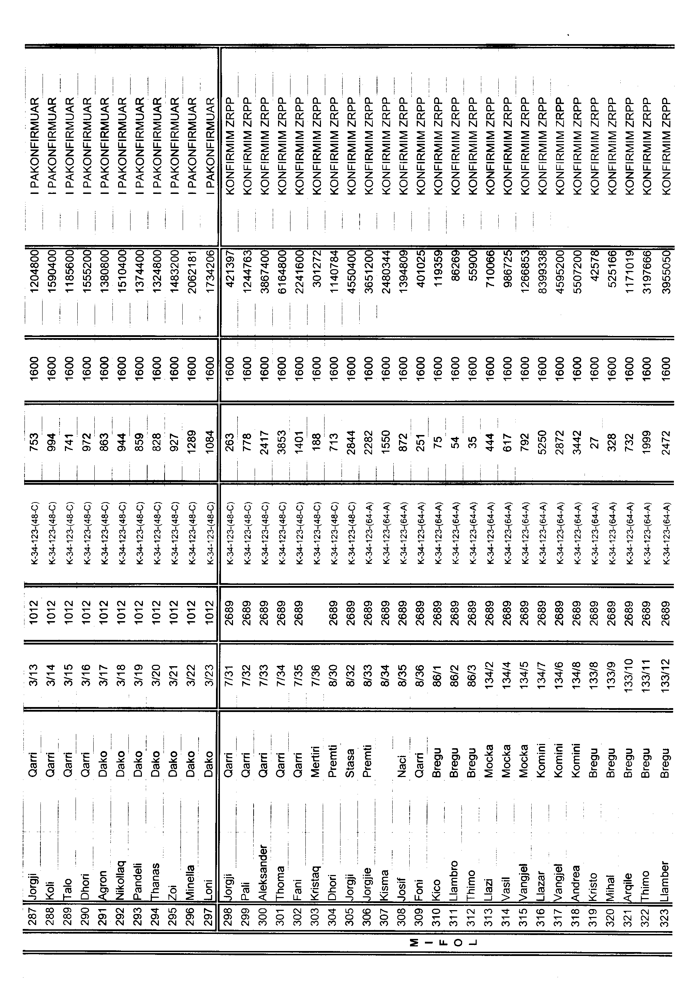 287 Jorgji Qarri 3/13 1012 K-34-123-(48-C) 753 1600 1204800 I PAKONFIRMUAR
288 Koli Qarri 3/14 1012 K-34-123-(48-C) 994 1600 1590400 I PAKONFIRMUAR
289 Talo Qarri 3/15 1012 K-34-123-(48-C) 741 1600 1185600 I PAKONFIRMUAR
290 Dhori Qarri 3/16 1012 K-34-123-(48-C) 972 1600 1555200 I PAKONFIRMUAR
291 Agron Dako 3/17 1012 K-34-123-(48-C) 863 1600 1380800 I PAKONFIRMUAR
292 Nikollaq Dako 3/18 1012 K-34-123-(48-C) 944 1600 1510400 I PAKONFIRMUAR
293 Pandeli Dako 3/19 1012 K-34-123-(48-C) 859 1600 1374400 I PAKONFIRMUAR
294 Thanas Dako 3/20 1012 K-34-123-(48-C) 828 1600 1324800 I PAKONFIRMUAR
295 Zoi Dako 3/21 1012 K-34-123-(48-C) 927 1600 1483200 I PAKONFIRMUAR
296 Minella Dako 3/22 1012 K-34-123-(48-C) 1289 1600 2062181 I PAKONFIRMUAR
297 Loni Dako 3/23 1012 K-34-123-(48-C) 1084 1600 1734206 I PAKONFIRMUAR
298 Jorgji Qarri 7/31 2689 K-34-123-(48-C) 263 1600 421397 KONFIRMIM ZRPP
299 Pali Qarri 7/32 2689 K-34-123-(48-C) 778 1600 1244763 KONFIRMIM ZRPP
300 Aleksander Qarri 7/33 2689 K-34-123-(48-C) 2417 1600 3867400 KONFIRMIM ZRPP
301 Thoma Qarri 7/34 2689 K-34-123-(48-C) 3853 1600 6164800 KONFIRMIM ZRPP
302 Fani Qarri 7/35 2689 K-34-123-(48-C) 1401 1600 2241600 KONFIRMIM ZRPP
303 Kristaq Mertiri 7/36 K-34-123-(48-C) 188 1600 301272 KONFIRMIM ZRPP
304 Dhori Premti 8/30 2689 K-34-123-(48-C) 713 1600 1140784 KONFIRMIM ZRPP
305 Jorgji Stasa 8/32 2689 K-34-123-(48-C) 2844 1600 4550400 KONFIRMIM ZRPP
306 Jorgjie Premti 8/33 2689 K-34-123-(64-A) 2282 1600 3651200 KONFIRMIM ZRPP
307 Kisma 8/34 2689 K-34-123-(64-A) 1550 1600 2480344 KONFIRMIM ZRPP
308 Josif Naci 8/35 2689 K-34-123-(64-A) 872 1600 1394809 KONFIRMIM ZRPP
309 Foni Qarri 8/36 2689 K-34-123-(64-A) 251 1600 401025 KONFIRMIM ZRPP
310 Kico Bregu 86/1 2689 K-34-123-(64-A) 75 1600 119359 KONFIRMIM ZRPP
311 Llambro Bregu 86/2 2689 K-34-123-(64-A) 54 1600 86269 KONFIRMIM ZRPP
312 Thimo Bregu 86/3 2689 K-34-123-(64-A) 35 1600 55900 KONFIRMIM ZRPP
313 Llazi Mocka 134/2 2689 K-34-123-(64-A) 444 1600 710066 KONFIRMIM ZRPP
314 Vasil Mocka 134/4 2689 K-34-123-(64-A) 617 1600 986725 KONFIRMIM ZRPP
315 Vangjel Mocka 134/5 2689 K-34-123-(64-A) 792 1600 1266853 KONFIRMIM ZRPP
316 Llazar Komini 134/7 2689 K-34-123-(64-A) 5250 1600 8399338 KONFIRMIM ZRPP
317 Vangjel Komini 134/6 2689 K-34-123-(64-A) 2872 1600 4595200 KONFIRMIM ZRPP
318 Andrea Komini 134/8 2689 K-34-123-(64-A) 3442 1600 5507200 KONFIRMIM ZRPP
319 Kristo Bregu 133/8 2689 K-34-123-(64-A) 27 1600 42578 KONFIRMIM ZRPP
320 Mihal Bregu 133/9 2689 K-34-123-(64-A) 328 1600 525166 KONFIRMIM ZRPP
321 Arqile Bregu 133/10 2689 K-34-123-(64-A) 732 1600 1171019 KONFIRMIM ZRPP
322 Thimo Bregu 133/11 2689 K-34-123-(64-A) 1999 1600 3197666 KONFIRMIM ZRPP
323 Llamber Bregu 133/12 2689 K-34-123-(64-A) 2472 1600 3955050 KONFIRMIM ZRPP
M
I
F
O
L